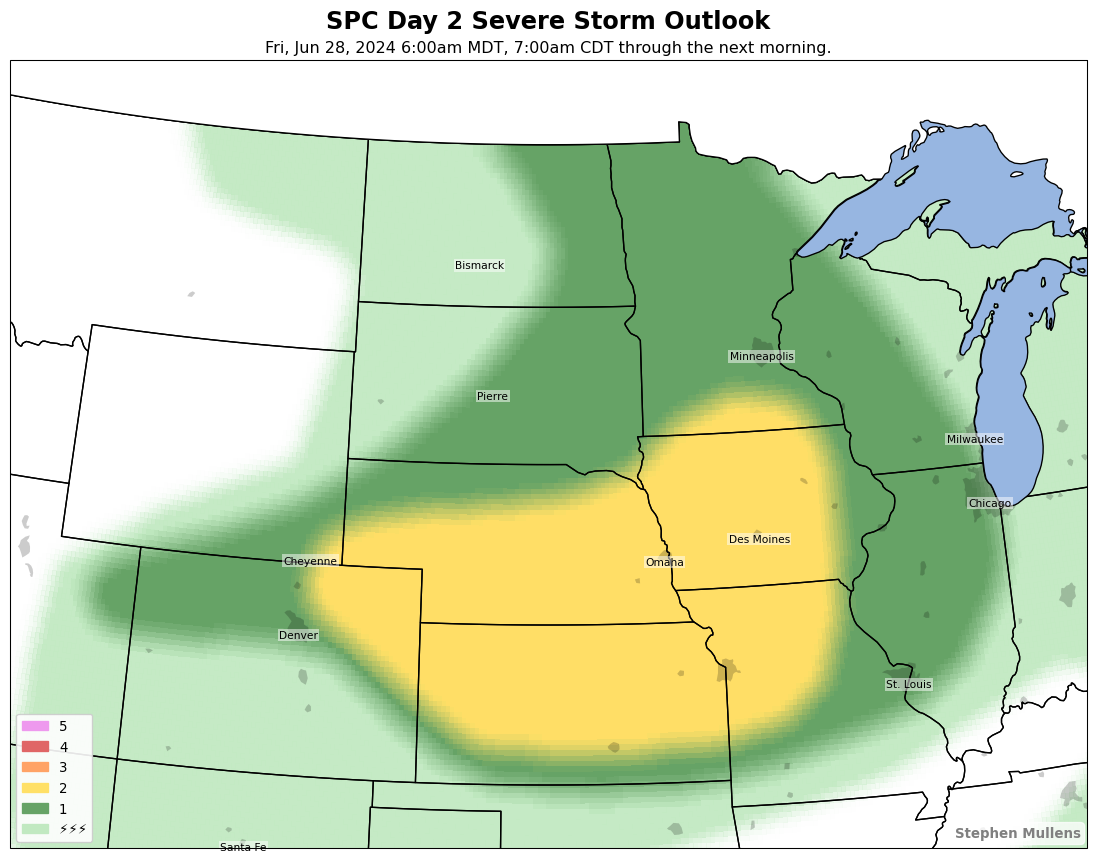 SPC Day 2 Severe Storm Outlook
Fri, Jun 28, 2024 6:00am MDT, 7:00am CDT through the next morning.
Bismarck
Minneapolis
Pierre
Milwaukee
Chicago
Des Moines
Cheyenne
Omaha
Denver
St. Louis
5
4
3
2
1
⚡⚡⚡
Stephen Mullens
Santa Fe